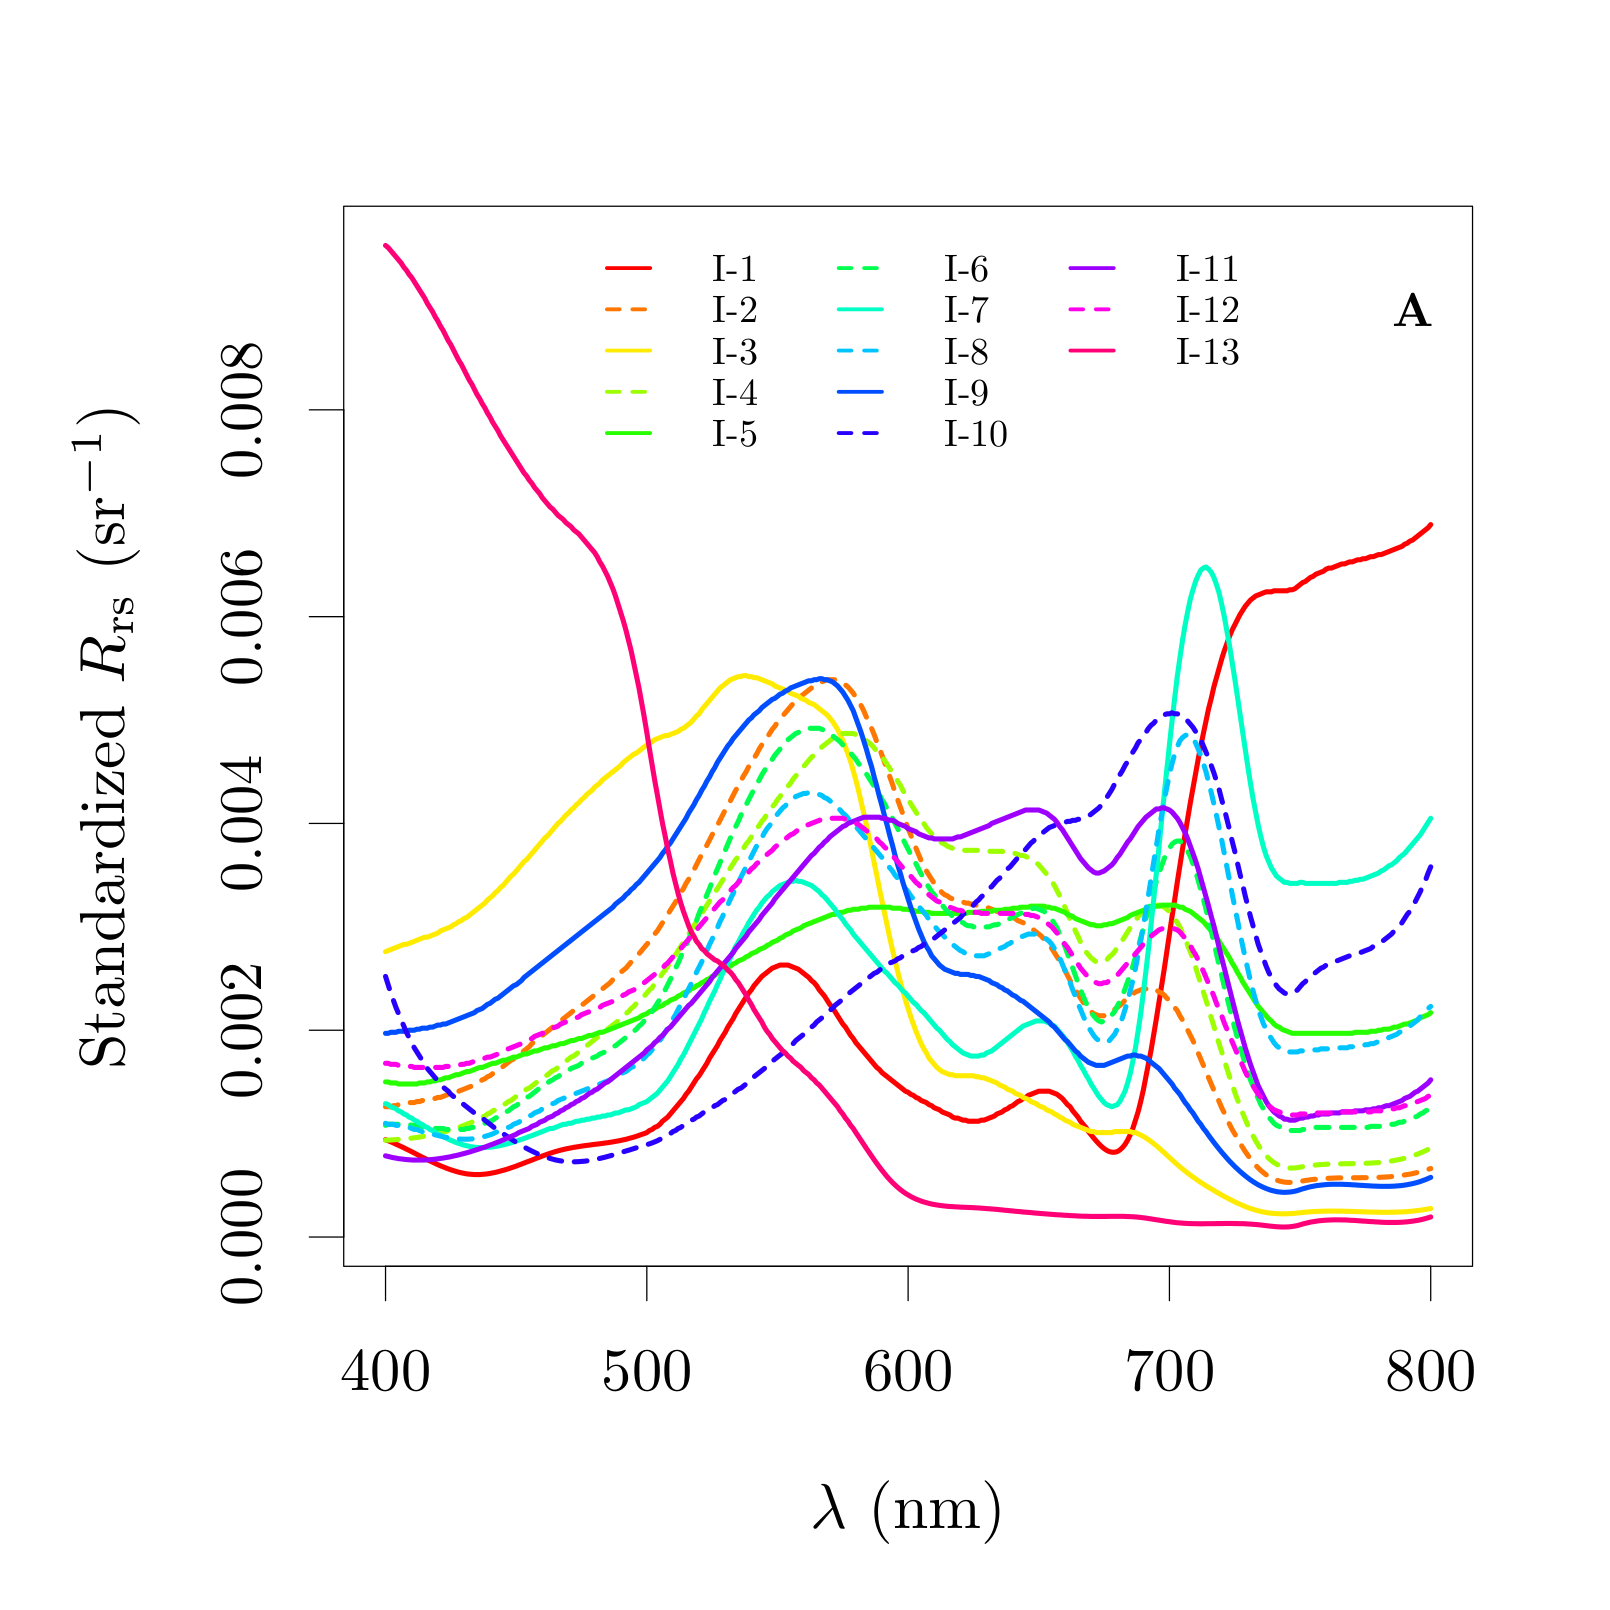 I-1
I-2
I-3
I-4
I-5
I-6
I-7
I-8
I-9
I-10
I-11
I-12
I-13
A
Standardized Rrs (sr−1)
0.008
0.006
0.004
0.002
0.000
400 500 600 700 800
λ (nm)